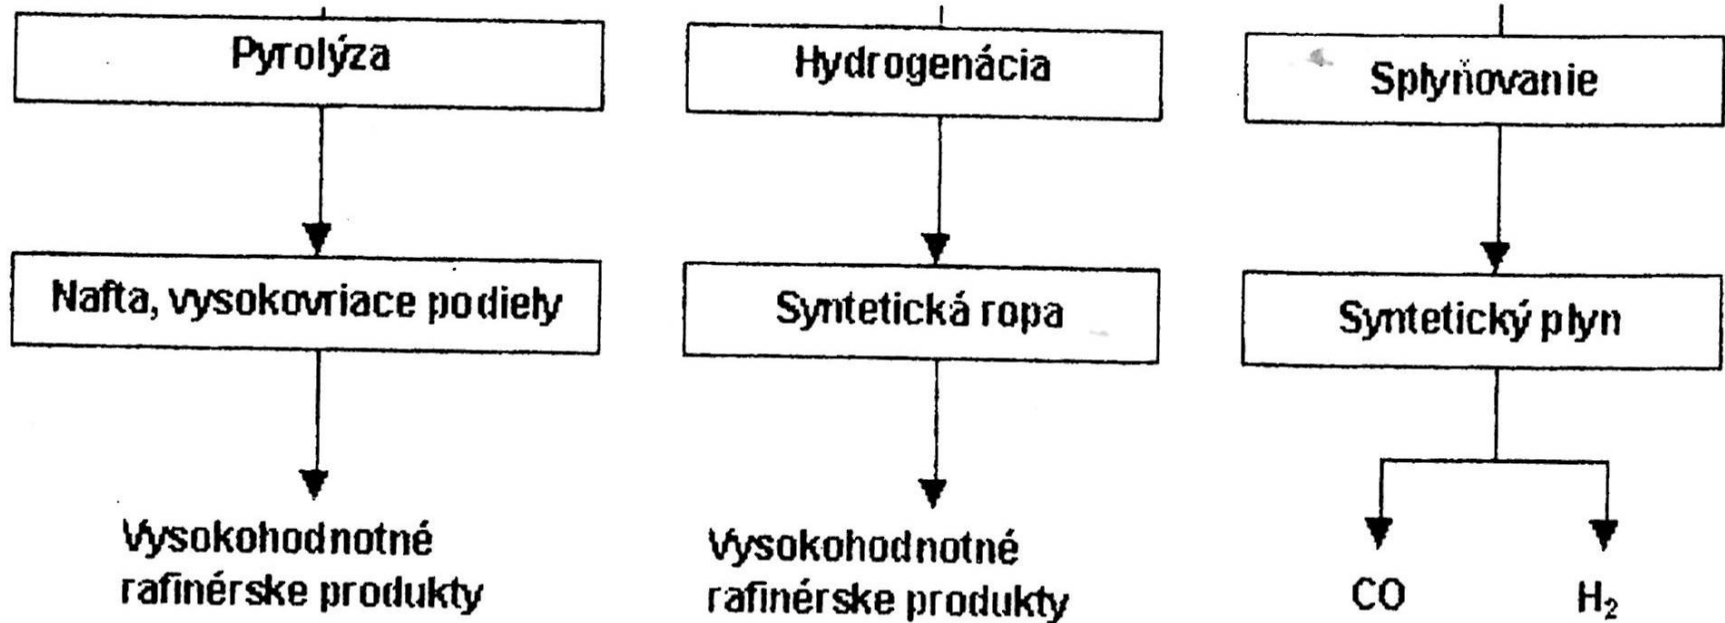 Pyrolýza
Hydrogenácia
Splyňovanie
Nafta, vysokovriace podiely
Syntetická ropa
Syntetický plyn
Vysokohodnotné
rafinérske produkty
Vysokohodnotné
rafinérske produkty
CO
H₂